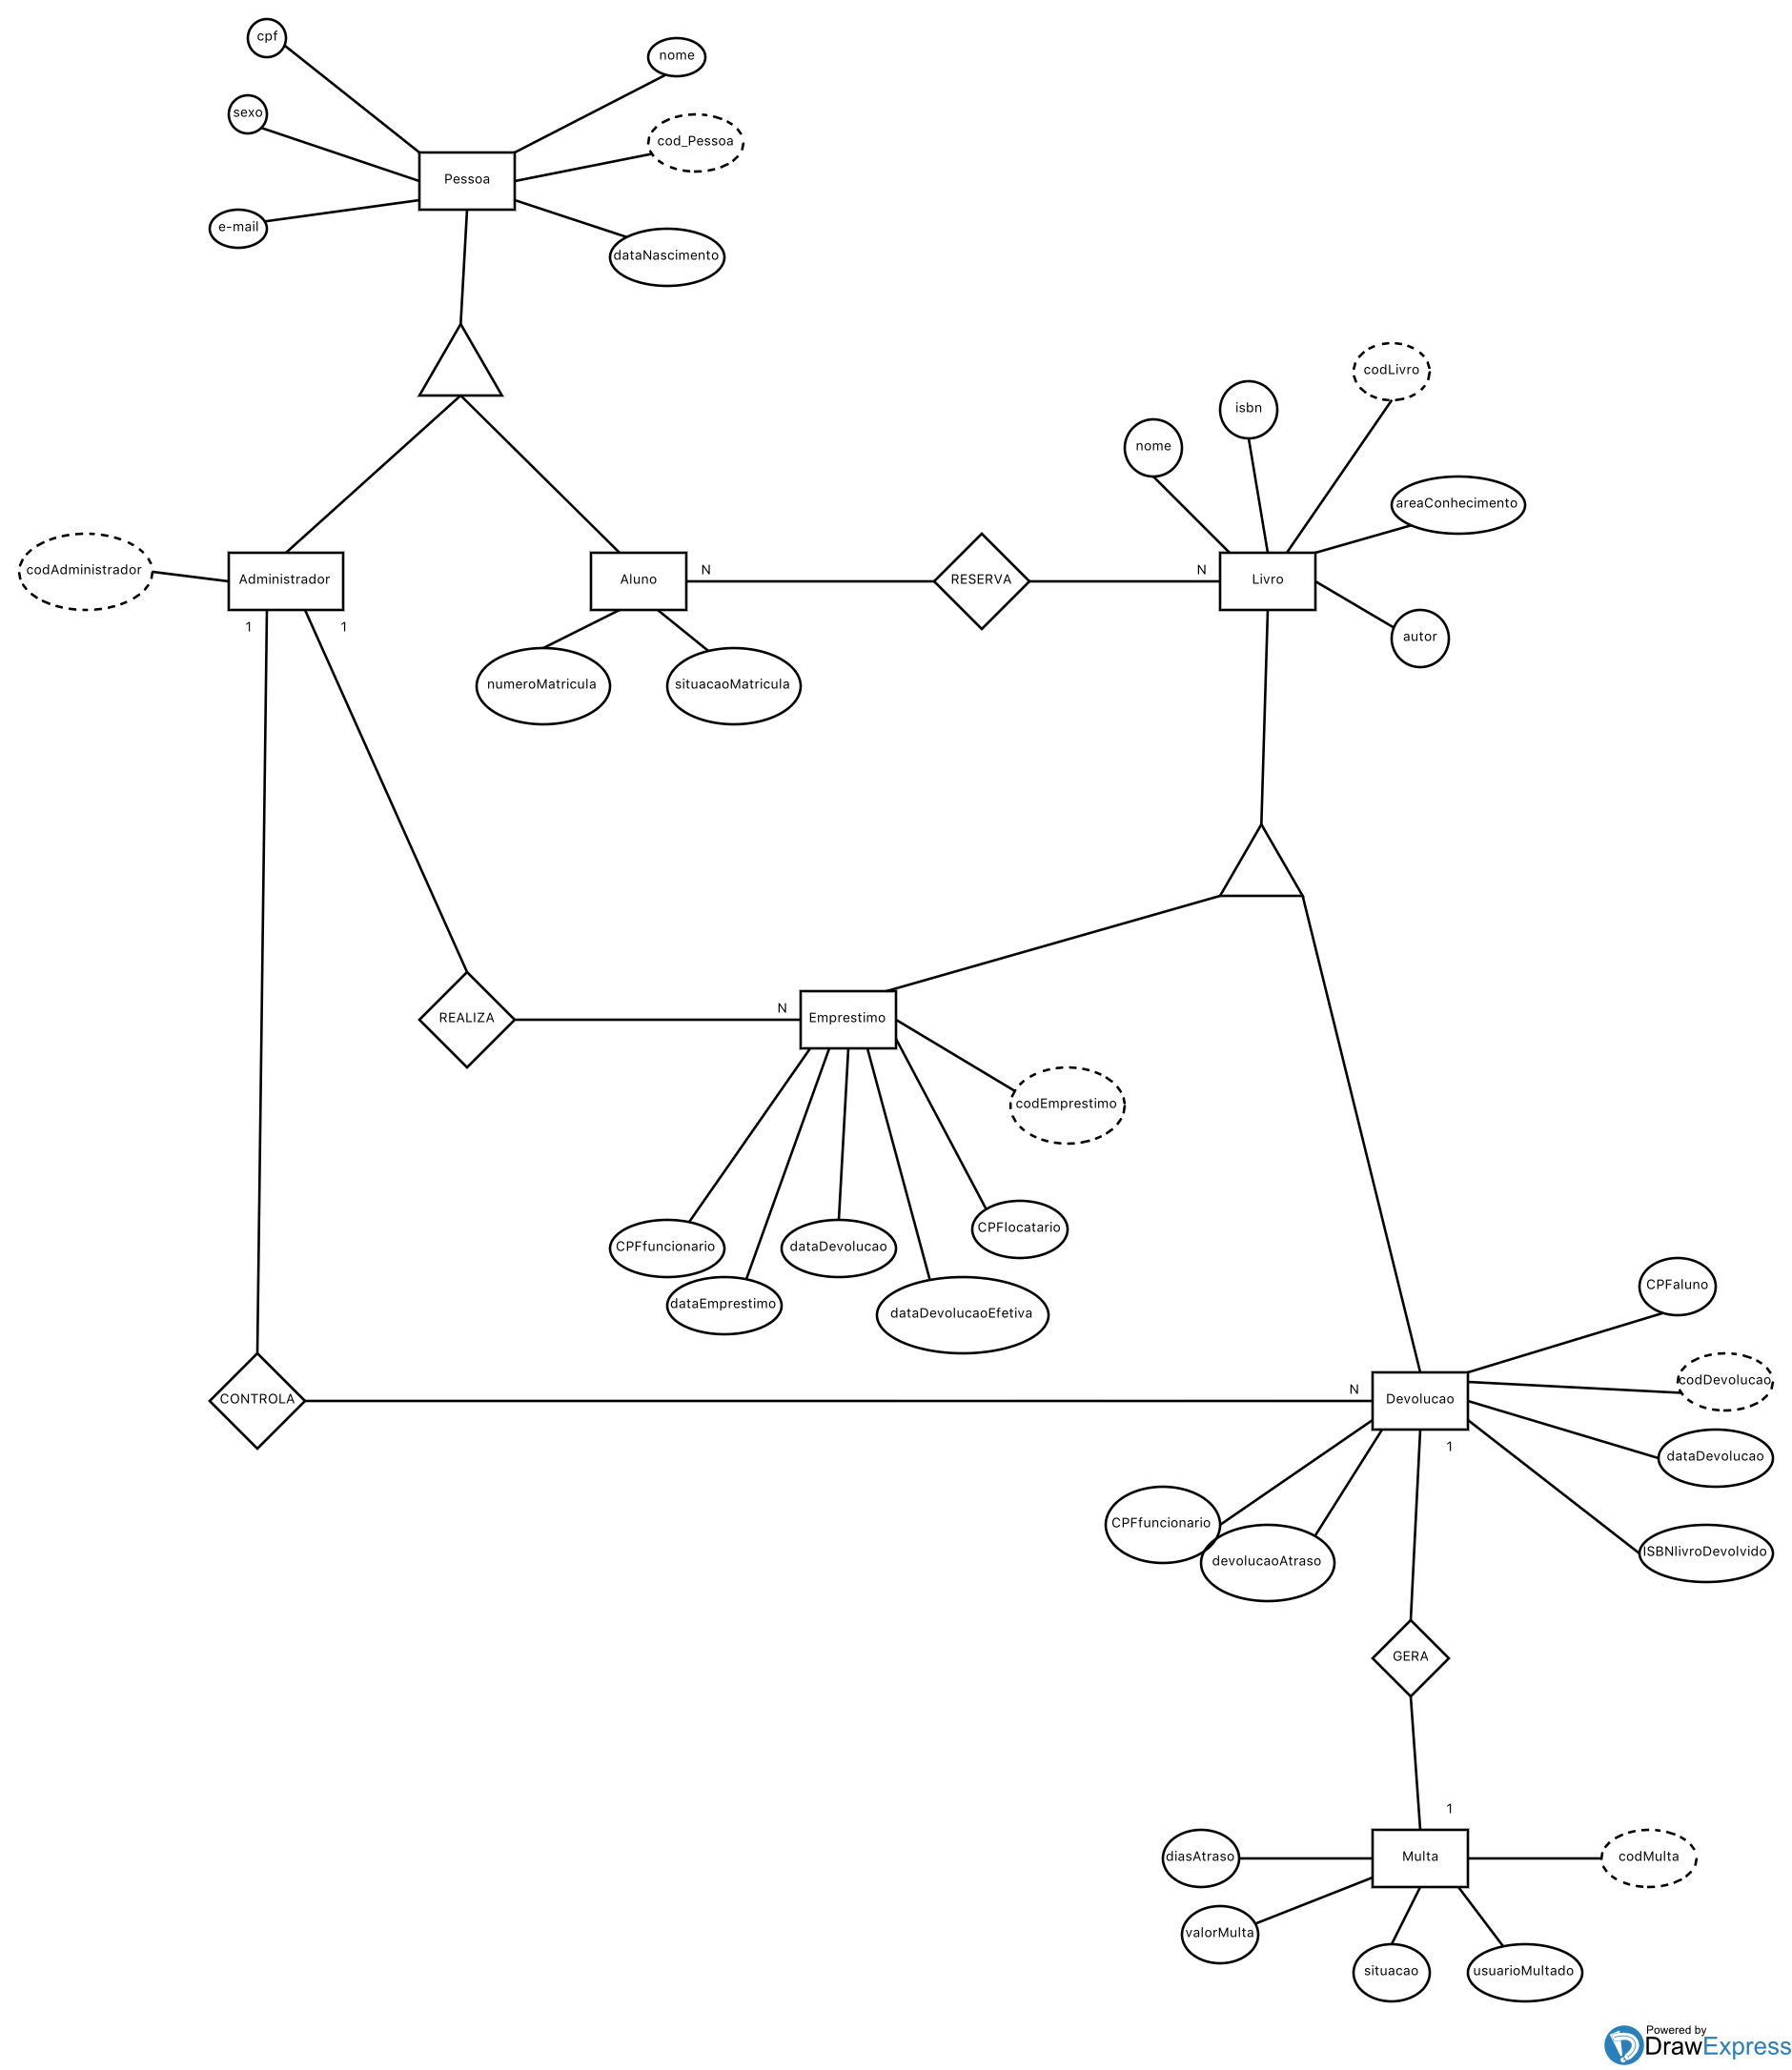 cpf
nome
sexo
cod_Pessoa
Pessoa
e-mail
dataNascimento
codLivro
isbn
nome
areaConhecimento
codAdministrador
Administrador
Aluno
N
RESERVA
N
Livro
1
1
autor
numeroMatricula
situacaoMatricula
REALIZA
N
Emprestimo
codEmprestimo
CPFlocatario
CPFfuncionario
dataDevolucao
dataEmprestimo
dataDevolucaoEfetiva
CPFaluno
codDevolucao
CONTROLA
N
Devolucao
1
dataDevolucao
CPFfuncionario
devolucaoAtraso
ISBNlivroDevolvido
GERA
1
diasAtraso
Multa
codMulta
valorMulta
situacao
usuarioMultado
Powered by
DrawExpress